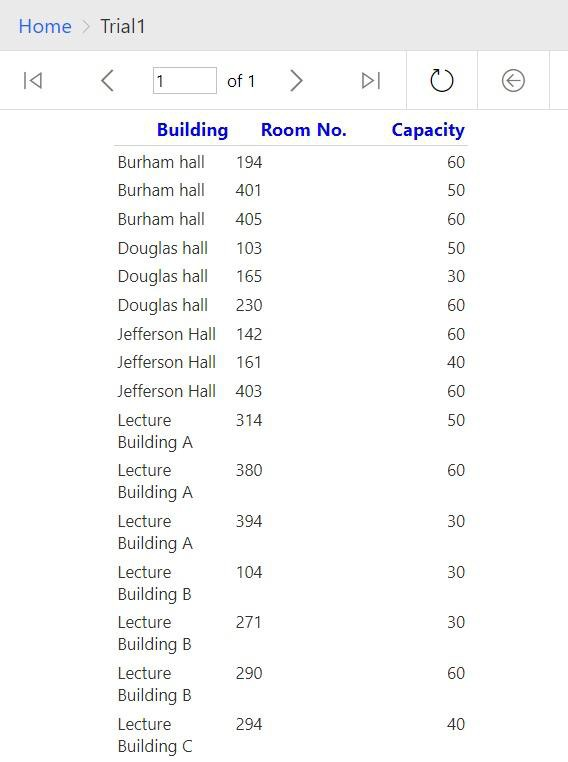 Home > Trial1
1 of 1
Building Room No. Capacity
Burham hall 194 60
Burham hall 401 50
Burham hall 405 60
Douglas hall 103 50
Douglas hall 165 30
Douglas hall 230 60
Jefferson Hall 142 60
Jefferson Hall 161 40
Jefferson Hall 403 60
Lecture 314 50
Building A
Lecture 380 60
Building A
Lecture 394 30
Building A
Lecture 104 30
Building B
Lecture 271 30
Building B
Lecture 290 60
Building B
Lecture 294 40
Building C